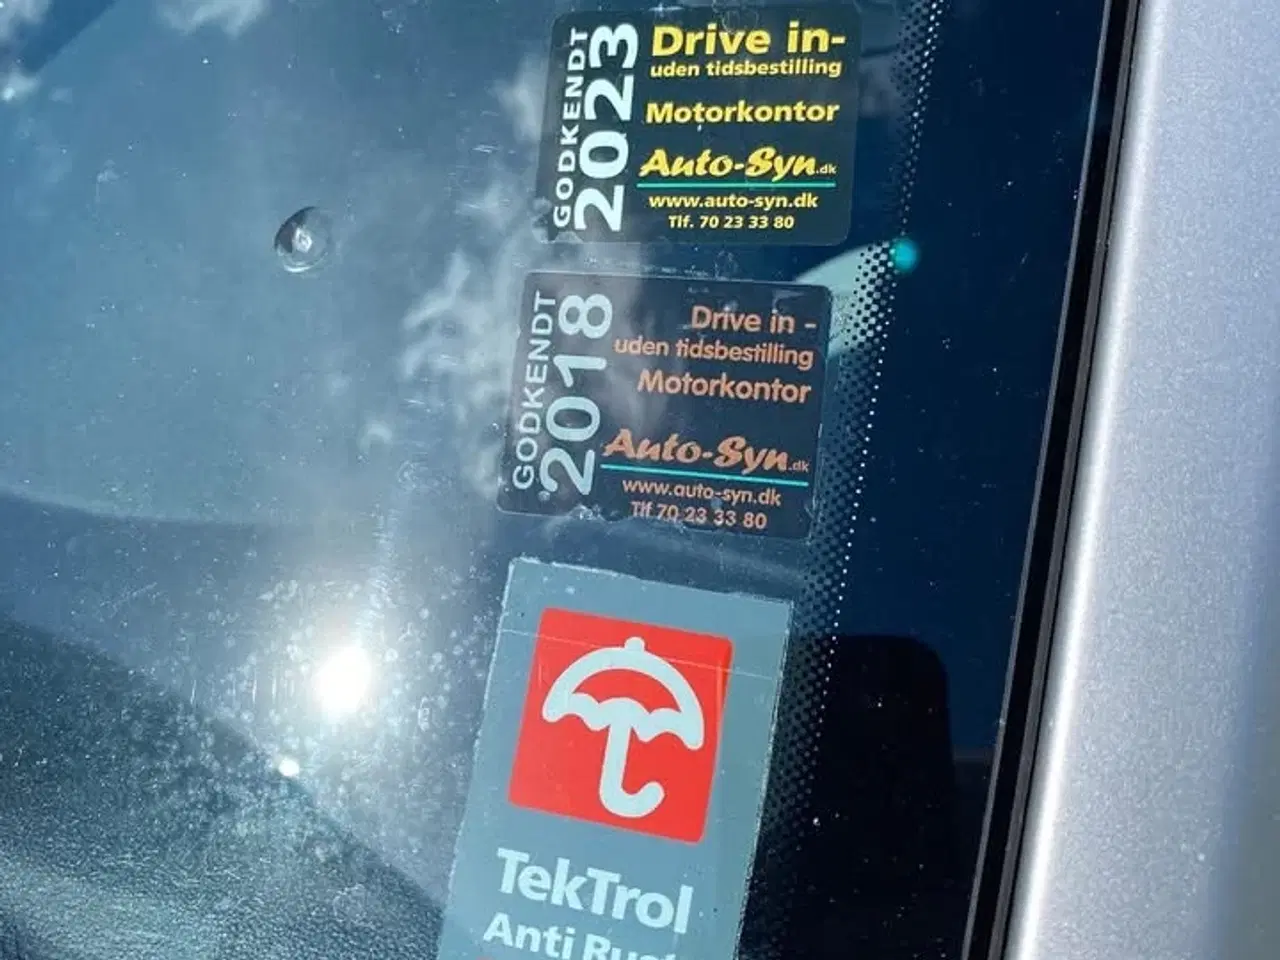 GODKENDT
2023
Drive in-
uden tidsbestilling
Motorkontor
Auto-Syn.dk
www.auto-syn.dk
Tlf. 70 23 33 80
GODKENDT
2018
Drive in -
uden tidsbestilling
Motorkontor
Auto-Syn.dk
www.auto-syn.dk
Tlf 70 23 33 80
TekTrol
Anti Rust